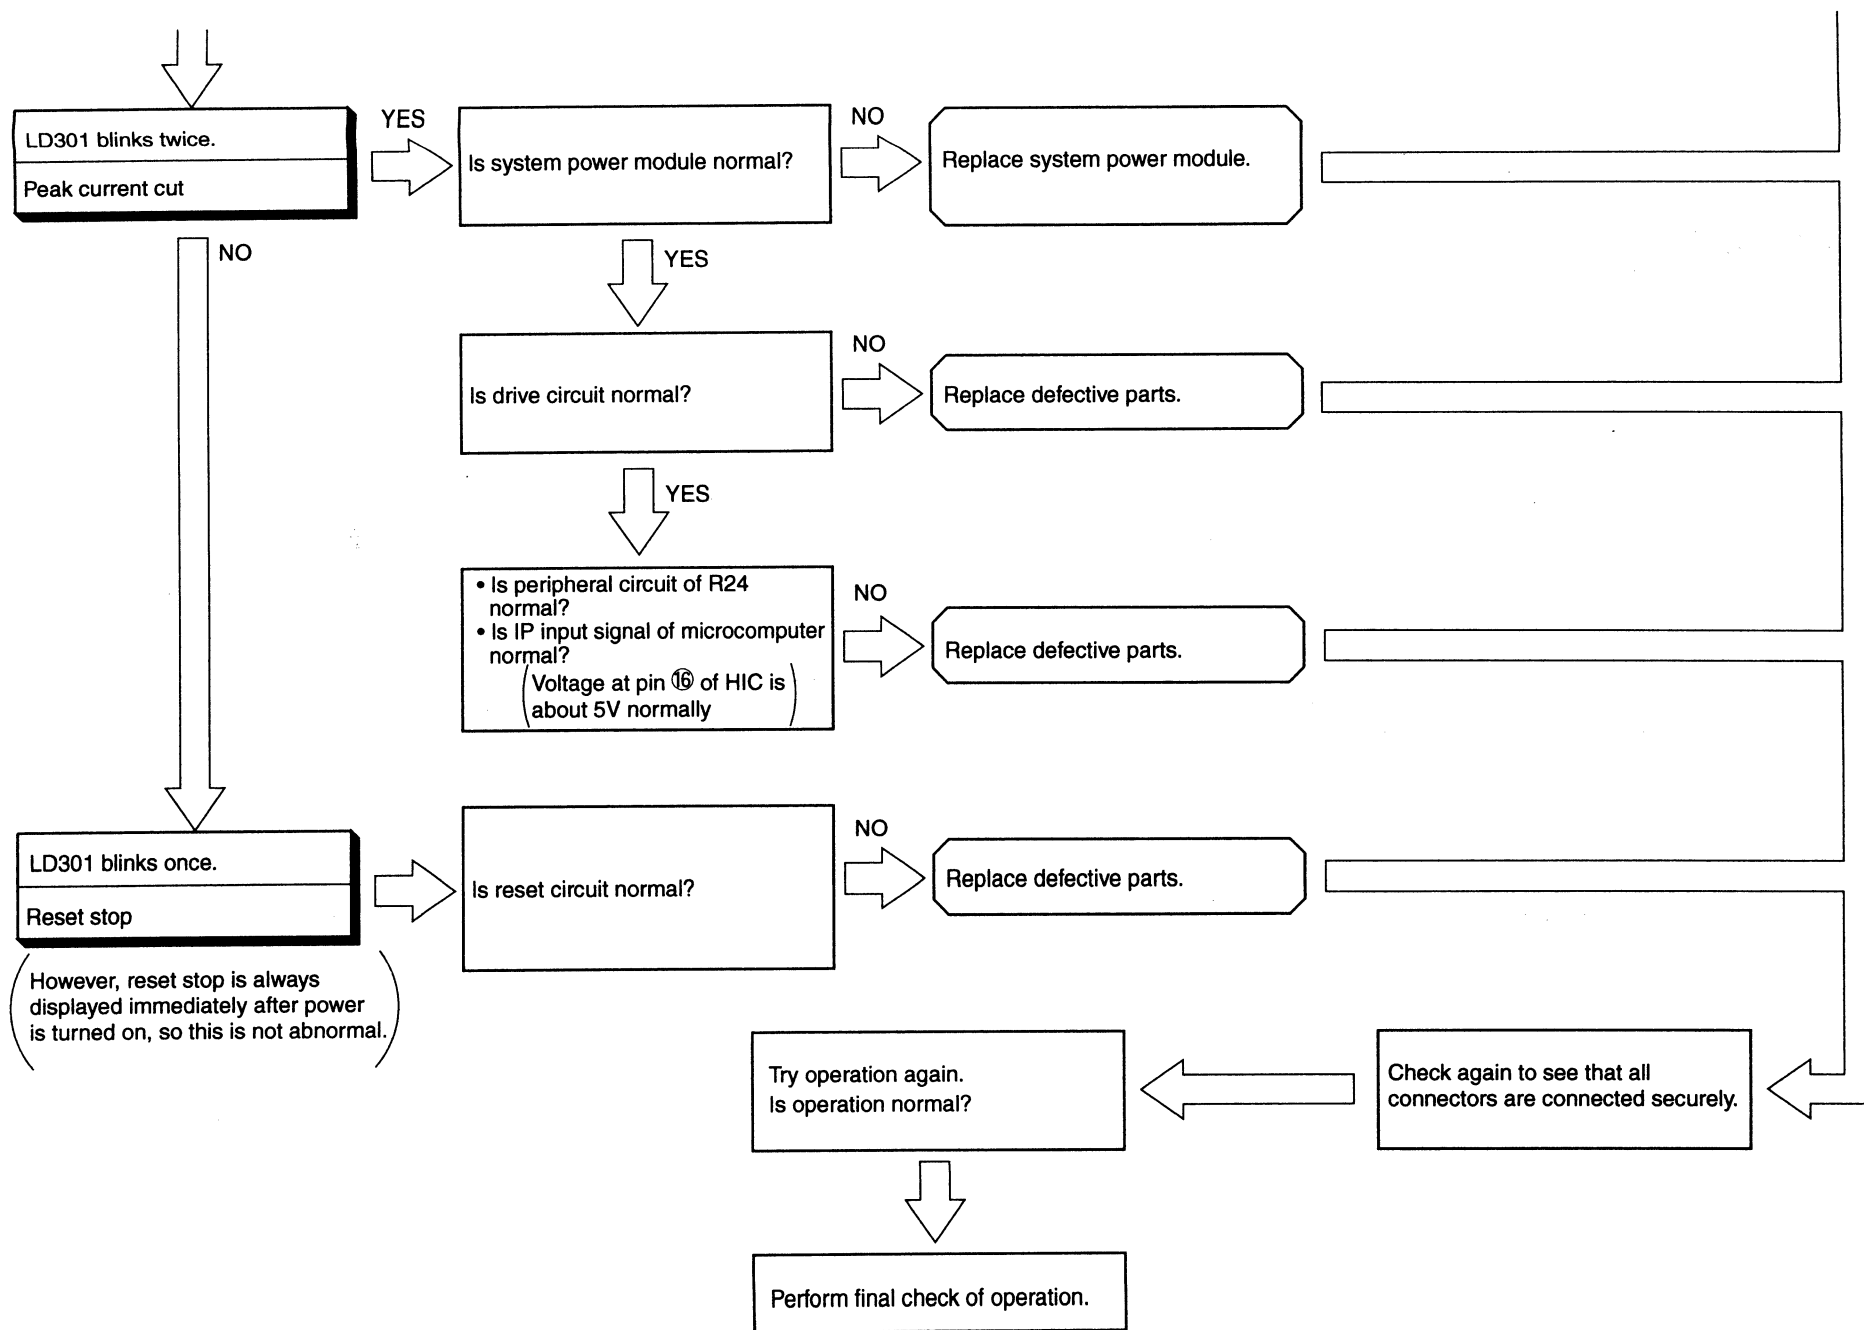 LD301 blinks twice.
Peak current cut
YES
Is system power module normal?
NO
Replace system power module.
NO
YES
Is drive circuit normal?
NO
Replace defective parts.
YES
• Is peripheral circuit of R24
normal?
• Is IP input signal of microcomputer
normal?
(Voltage at pin ⑯ of HIC is
about 5V normally)
NO
Replace defective parts.
LD301 blinks once.
Reset stop
(However, reset stop is always
displayed immediately after power
is turned on, so this is not abnormal.)
Is reset circuit normal?
NO
Replace defective parts.
Check again to see that all
connectors are connected securely.
Try operation again.
Is operation normal?
Perform final check of operation.